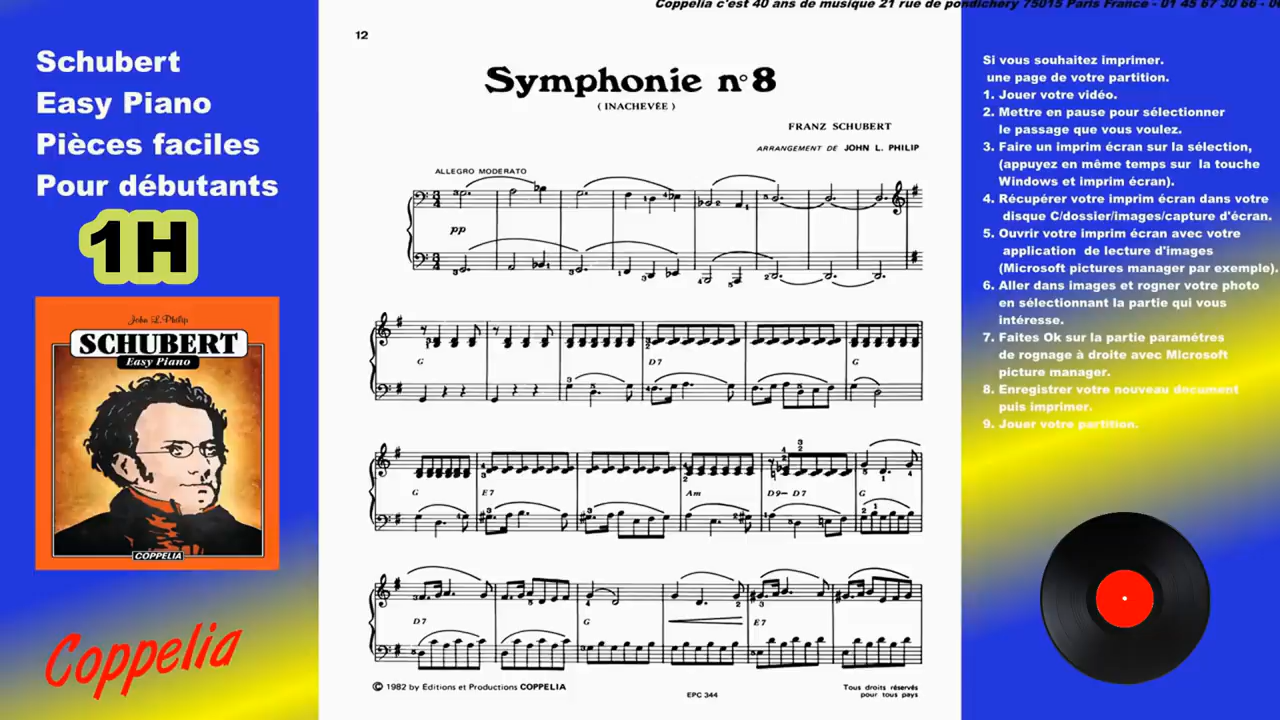 Coppelia c'est 40 ans de musique 21 rue de pondichery 75015 Paris France - 01 45 67 30 66 -
Schubert
Easy Piano
Pièces faciles
Pour débutants
1H
John L. Philip
SCHUBERT
Easy Piano
COPPELIA
Coppelia
12
Symphonie n° 8
( INACHEVÉE )
FRANZ SCHUBERT
ARRANGEMENT DE JOHN L. PHILIP
ALLEGRO MODERATO
pp
G D7 G
G E7 Am D9– D7 G
D7 G E7
© 1982 by Editions et Productions COPPELIA
EPC 344
Tous droits réservés
pour tous pays
Si vous souhaitez imprimer.
une page de votre partition.
1. Jouer votre vidéo.
2. Mettre en pause pour sélectionner
le passage que vous voulez.
3. Faire un imprim écran sur la sélection,
(appuyez en même temps sur la touche
Windows et imprim écran).
4. Récupérer votre imprim écran dans votre
disque C/dossier/images/capture d'écran.
5. Ouvrir votre imprim écran avec votre
application de lecture d'images
(Microsoft pictures manager par exemple).
6. Aller dans images et rogner votre photo
en sélectionnant la partie qui vous
intéresse.
7. Faites Ok sur la partie paramétres
de rognage à droite avec Microsoft
picture manager.
8. Enregistrer votre nouveau document
puis imprimer.
9. Jouer votre partition.